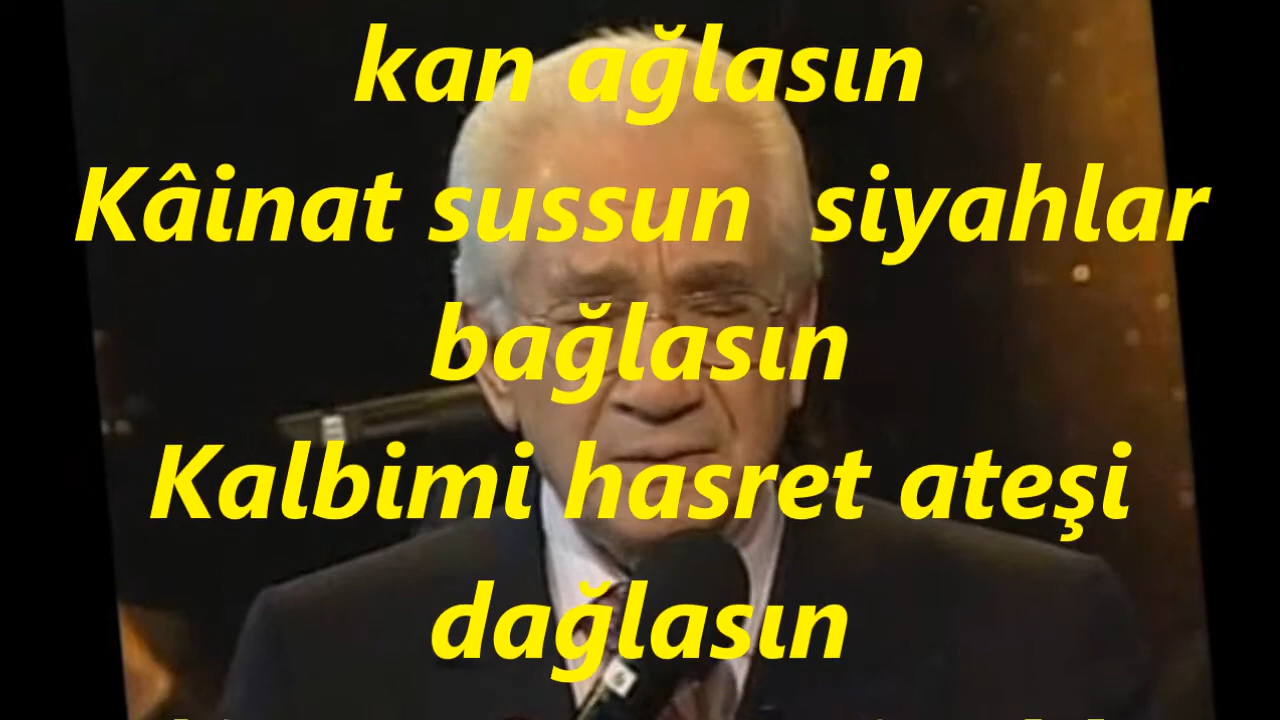 kan ağlasın
Kâinat sussun siyahlar
bağlasın
Kalbimi hasret ateşi
dağlasın